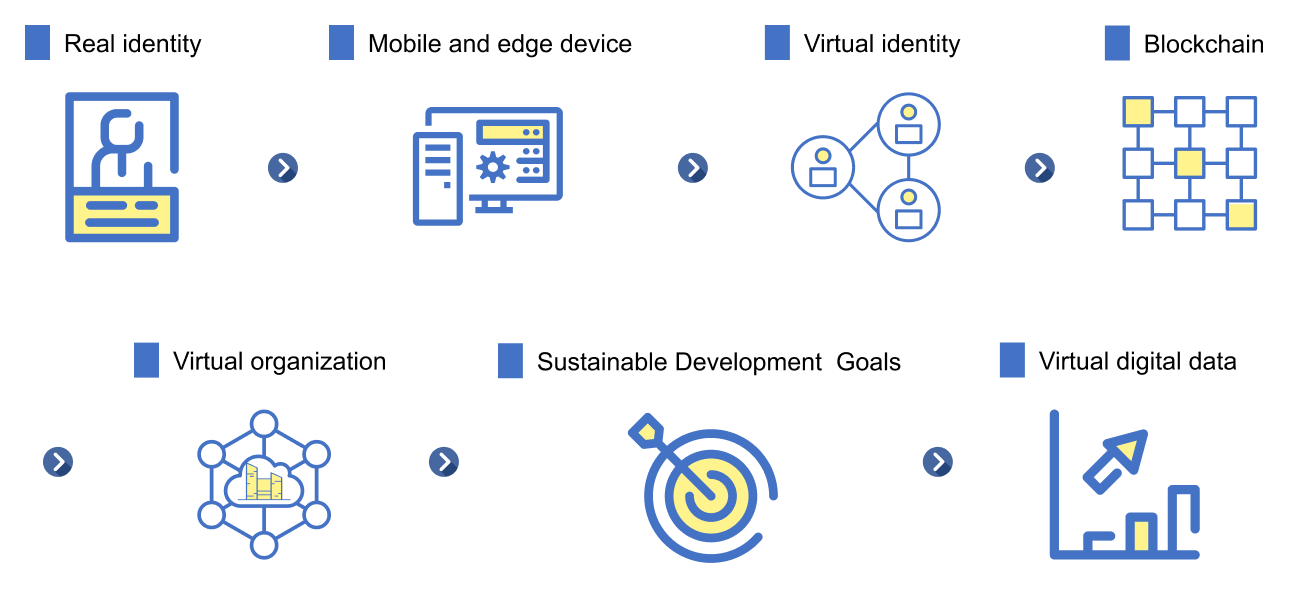 Real identity
Mobile and edge device
Virtual identity
Blockchain
Virtual organization
Sustainable Development  Goals
Virtual digital data